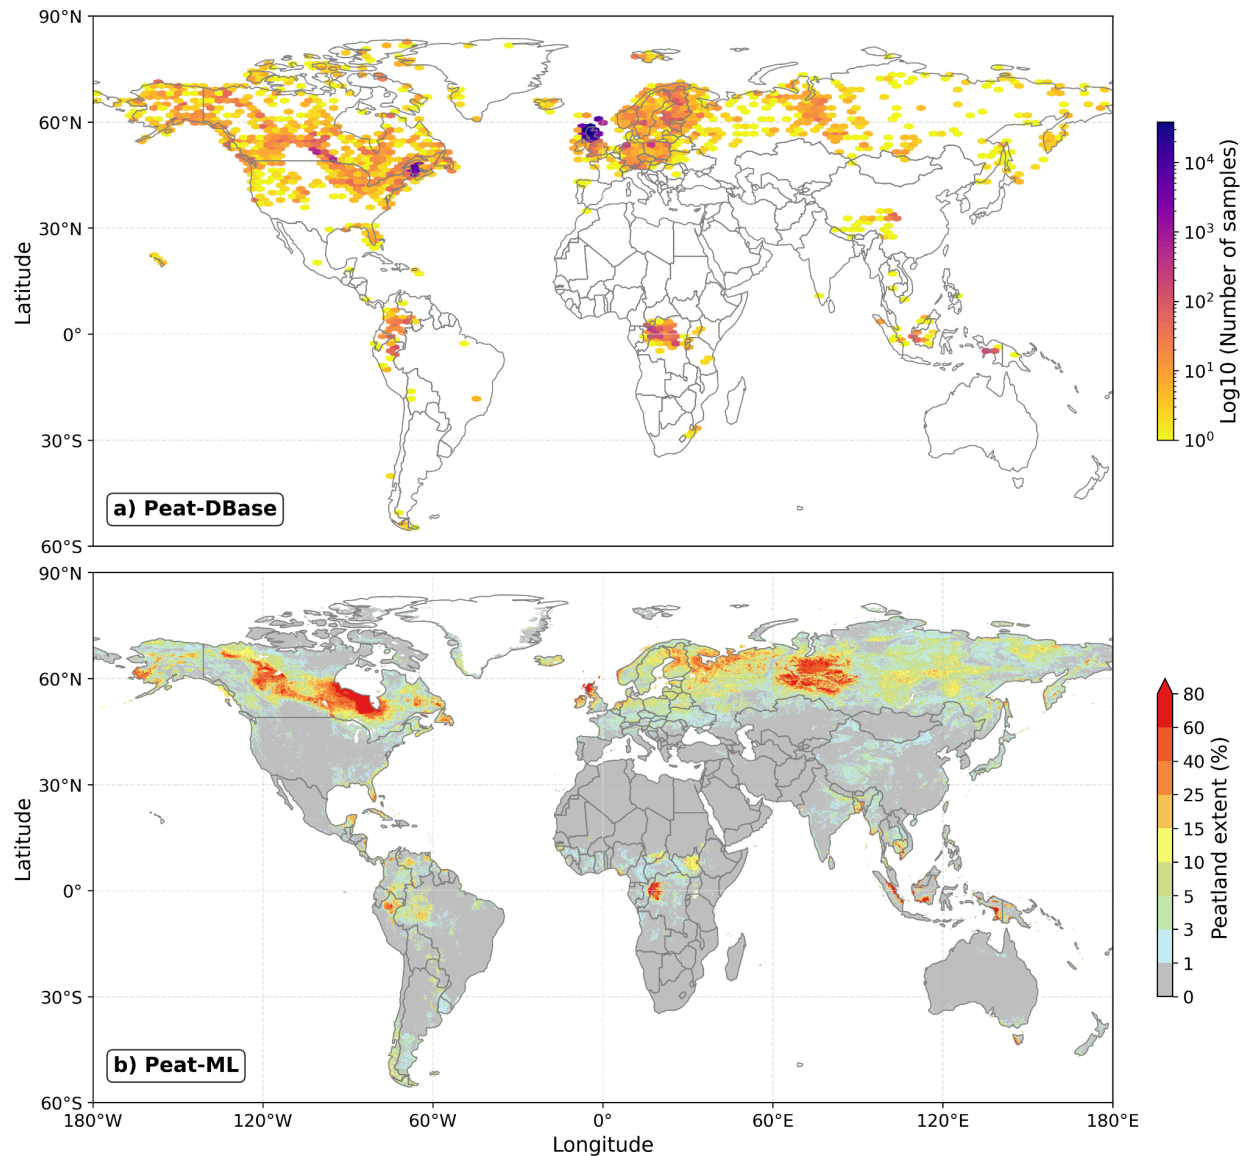 90°N
60°N
30°N
0°
30°S
60°S
Latitude
a) Peat-DBase
10⁴
10³
10²
10¹
10⁰
Log10 (Number of samples)
90°N
60°N
30°N
0°
30°S
60°S
Latitude
b) Peat-ML
180°W
120°W
60°W
0°
60°E
120°E
180°E
Longitude
80
60
40
25
15
10
5
3
1
0
Peatland extent (%)